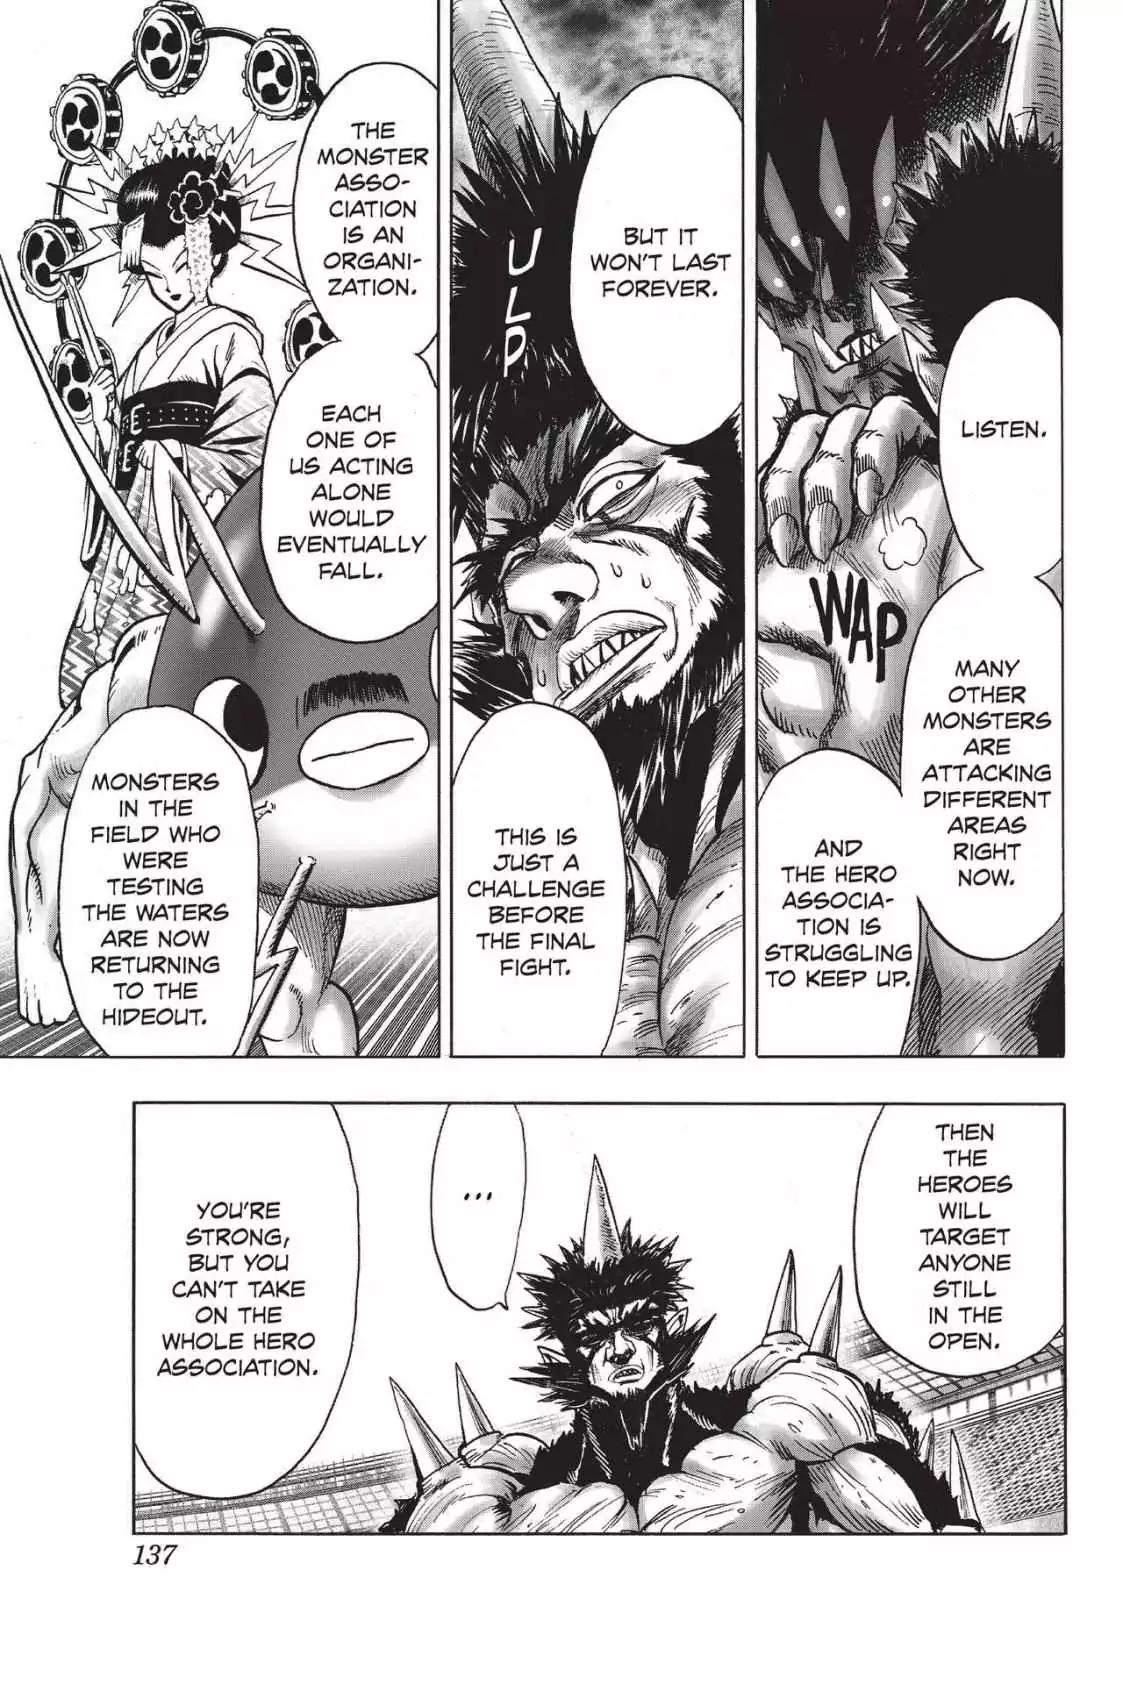 LISTEN.
MANY
OTHER
MONSTERS
ARE
ATTACKING
DIFFERENT
AREAS
RIGHT
NOW.
WAP
AND
THE HERO
ASSOCIA-
TION IS
STRUGGLING
TO KEEP UP.
BUT IT
WON'T LAST
FOREVER.
ULP
THIS IS
JUST A
CHALLENGE
BEFORE
THE FINAL
FIGHT.
THE
MONSTER
ASSO-
CIATION
IS AN
ORGANI-
ZATION.
EACH
ONE OF
US ACTING
ALONE
WOULD
EVENTUALLY
FALL.
MONSTERS
IN THE
FIELD WHO
WERE
TESTING
THE WATERS
ARE NOW
RETURNING
TO THE
HIDEOUT.
THEN
THE
HEROES
WILL
TARGET
ANYONE
STILL
IN THE
OPEN.
...
YOU'RE
STRONG,
BUT YOU
CAN'T TAKE
ON THE
WHOLE HERO
ASSOCIATION.
137